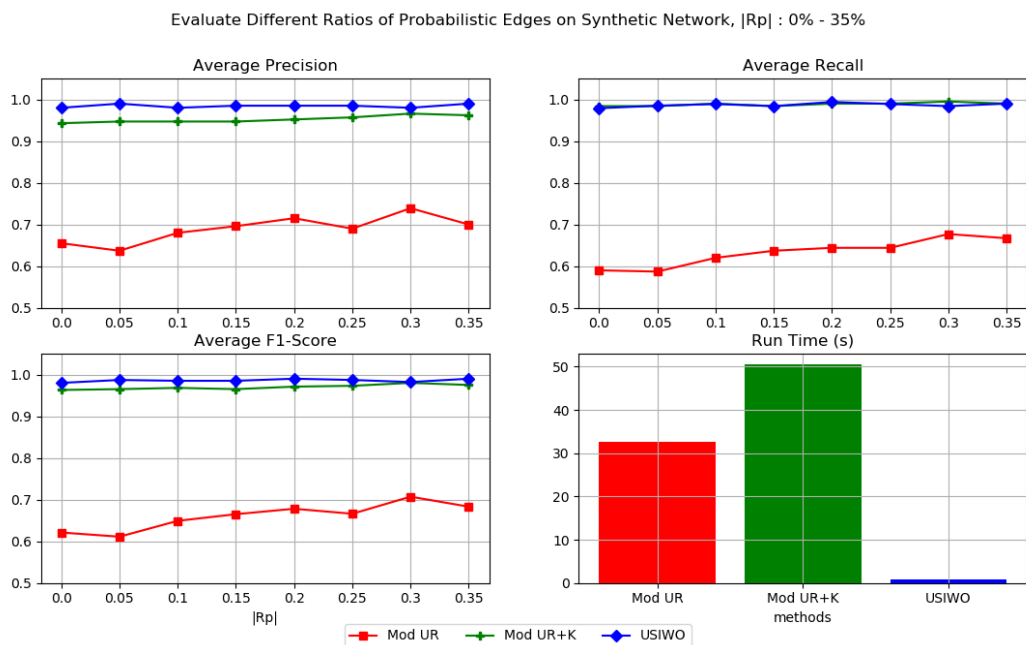 Evaluate Different Ratios of Probabilistic Edges on Synthetic Network, |Rp| : 0% - 35%
Average Precision
1.0
0.9
0.8
0.7
0.6
0.5
0.0 0.05 0.1 0.15 0.2 0.25 0.3 0.35
Average Recall
1.0
0.9
0.8
0.7
0.6
0.5
0.0 0.05 0.1 0.15 0.2 0.25 0.3 0.35
Average F1-Score
1.0
0.9
0.8
0.7
0.6
0.5
0.0 0.05 0.1 0.15 0.2 0.25 0.3 0.35
|Rp|
Run Time (s)
50
40
30
20
10
0
Mod UR Mod UR+K USIWO
methods
Mod UR Mod UR+K USIWO